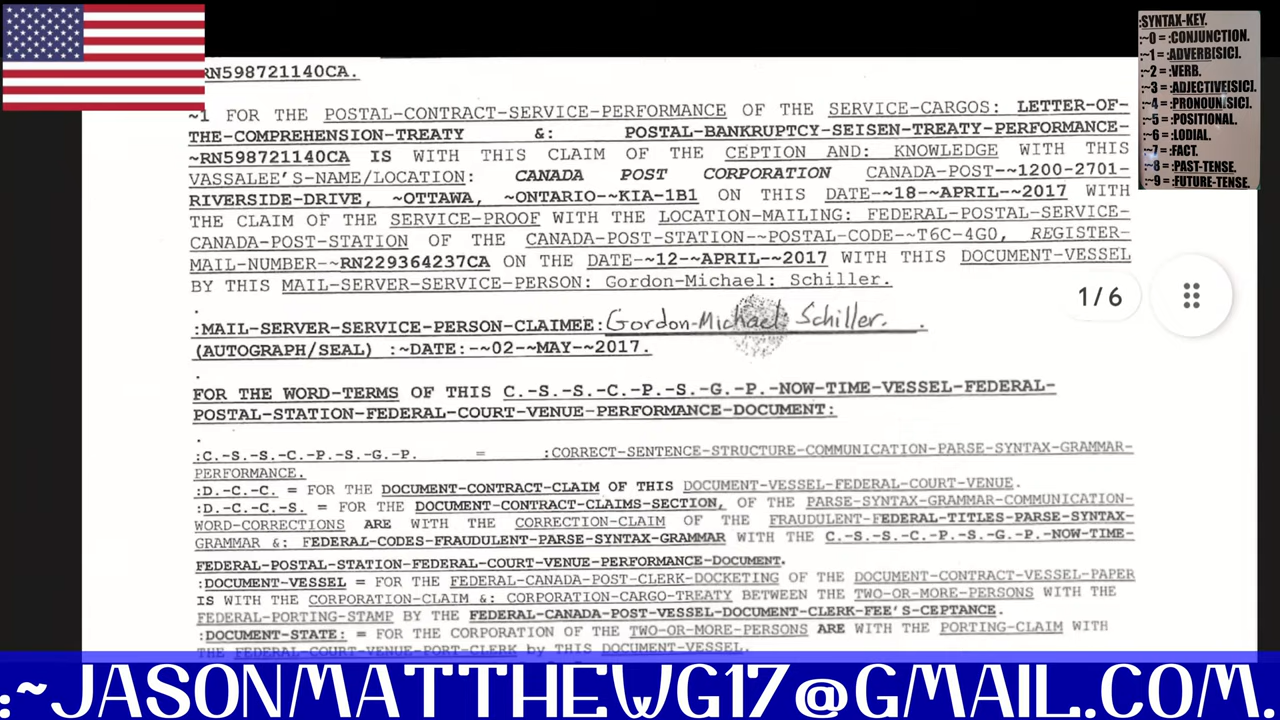 :SYNTAX-KEY.
:~0 = :CONJUNCTION.
:~1 = :ADVERB[SIC].
:~2 = :VERB.
:~3 = :ADJECTIVE[SIC].
:~4 = :PRONOUN[SIC].
:~5 = :POSITIONAL.
:~6 = :LODIAL.
:~7 = :FACT.
:~8 = :PAST-TENSE.
:~9 = :FUTURE-TENSE.
RN598721140CA.
~1 FOR THE POSTAL-CONTRACT-SERVICE-PERFORMANCE OF THE SERVICE-CARGOS: LETTER-OF-
THE-COMPREHENSION-TREATY &: POSTAL-BANKRUPTCY-SEISEN-TREATY-PERFORMANCE-
~RN598721140CA IS WITH THIS CLAIM OF THE CEPTION AND: KNOWLEDGE WITH THIS
VASSALEE'S-NAME/LOCATION: CANADA POST CORPORATION CANADA-POST--1200-2701-
RIVERSIDE-DRIVE, ~OTTAWA, ~ONTARIO~~KIA-1B1 ON THIS DATE-~18~~APRIL~~2017 WITH
THE CLAIM OF THE SERVICE-PROOF WITH THE LOCATION-MAILING: FEDERAL-POSTAL-SERVICE-
CANADA-POST-STATION OF THE CANADA-POST-STATION~~POSTAL-CODE~~T6C-4G0, REGISTER-
MAIL-NUMBER~~RN229364237CA ON THE DATE-~12~~APRIL~~2017 WITH THIS DOCUMENT-VESSEL
BY THIS MAIL-SERVER-SERVICE-PERSON: Gordon-Michael: Schiller.
.
:MAIL-SERVER-SERVICE-PERSON-CLAIMEE: Gordon-Michael Schiller. .
(AUTOGRAPH/SEAL) :~DATE:-~02~~MAY~~2017.
.
FOR THE WORD-TERMS OF THIS C.-S.-S.-C.-P.-S.-G.-P.-NOW-TIME-VESSEL-FEDERAL-
POSTAL-STATION-FEDERAL-COURT-VENUE-PERFORMANCE-DOCUMENT:
.
:C.-S.-S.-C.-P.-S.-G.-P. = :CORRECT-SENTENCE-STRUCTURE-COMMUNICATION-PARSE-SYNTAX-GRAMMAR-
PERFORMANCE.
:D.-C.-C. = FOR THE DOCUMENT-CONTRACT-CLAIM OF THIS DOCUMENT-VESSEL-FEDERAL-COURT-VENUE.
:D.-C.-C.-S. = FOR THE DOCUMENT-CONTRACT-CLAIMS-SECTION, OF THE PARSE-SYNTAX-GRAMMAR-COMMUNICATION-
WORD-CORRECTIONS ARE WITH THE CORRECTION-CLAIM OF THE FRAUDULENT-FEDERAL-TITLES-PARSE-SYNTAX-
GRAMMAR &: FEDERAL-CODES-FRAUDULENT-PARSE-SYNTAX-GRAMMAR WITH THE C.-S.-S.-C.-P.-S.-G.-P.-NOW-TIME-
FEDERAL-POSTAL-STATION-FEDERAL-COURT-VENUE-PERFORMANCE-DOCUMENT.
:DOCUMENT-VESSEL = FOR THE FEDERAL-CANADA-POST-CLERK-DOCKETING OF THE DOCUMENT-CONTRACT-VESSEL-PAPER
IS WITH THE CORPORATION-CLAIM &: CORPORATION-CARGO-TREATY BETWEEN THE TWO-OR-MORE-PERSONS WITH THE
FEDERAL-PORTING-STAMP BY THE FEDERAL-CANADA-POST-VESSEL-DOCUMENT-CLERK-FEE'S-CEPTANCE.
:DOCUMENT-STATE: = FOR THE CORPORATION OF THE TWO-OR-MORE-PERSONS ARE WITH THE PORTING-CLAIM WITH
THE FEDERAL-COURT-VENUE-PORT-CLERK by THIS DOCUMENT-VESSEL.
1/6
:~JASONMATTHEWG17@GMAIL.COM.